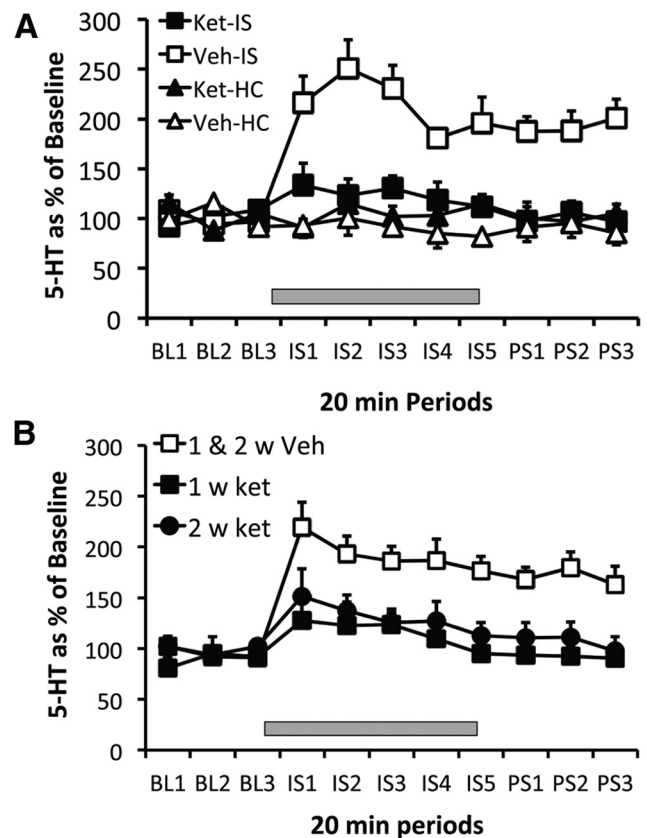 A
5-HT as % of Baseline
300
250
200
150
100
50
0
Ket-IS
Veh-IS
Ket-HC
Veh-HC
BL1 BL2 BL3 IS1 IS2 IS3 IS4 IS5 PS1 PS2 PS3
20 min Periods
B
5-HT as % of Baseline
300
250
200
150
100
50
0
1 & 2 w Veh
1 w ket
2 w ket
BL1 BL2 BL3 IS1 IS2 IS3 IS4 IS5 PS1 PS2 PS3
20 min periods